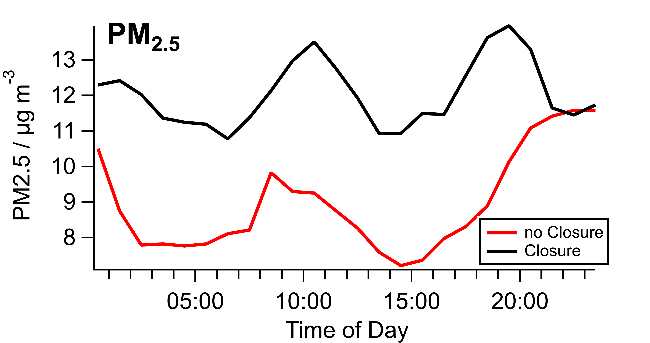 PM2.5
13
12
11
10
9
8
PM2.5 / µg m-3
no Closure
Closure
05:00 10:00 15:00 20:00
Time of Day